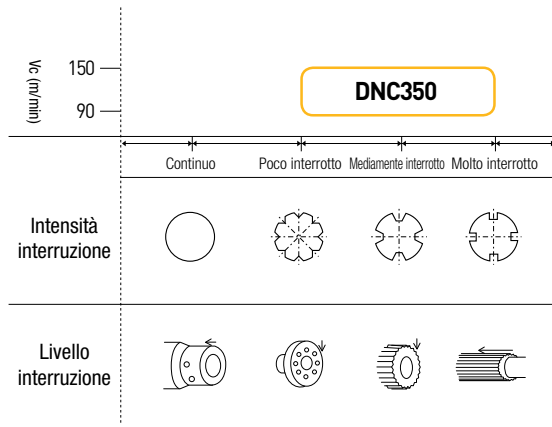 Vc (m/min)
150
90
DNC350
Continuo
Poco interrotto
Mediamente interrotto
Molto interrotto
Intensità
interruzione
Livello
interruzione